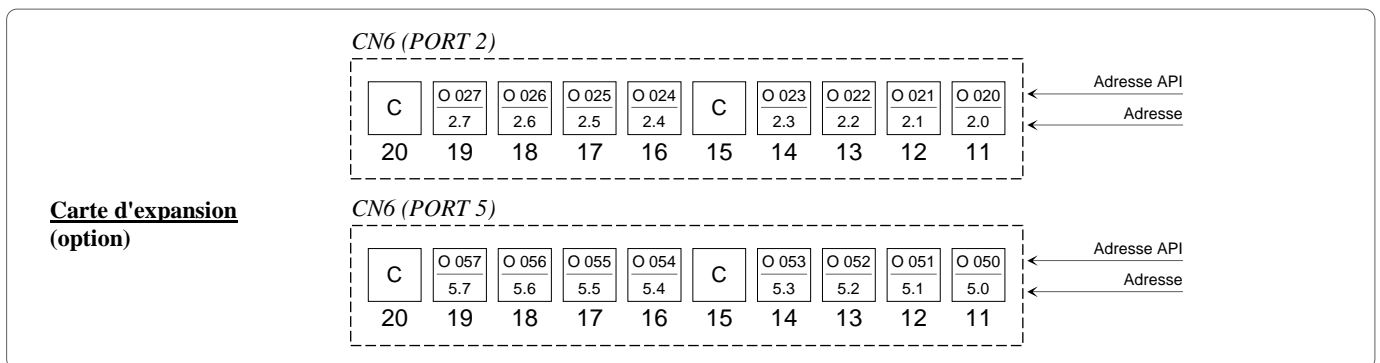 CN6 (PORT 2)
C O 027 O 026 O 025 O 024 C O 023 O 022 O 021 O 020 Adresse API
2.7 2.6 2.5 2.4 2.3 2.2 2.1 2.0 Adresse
20 19 18 17 16 15 14 13 12 11
Carte d'expansion
(option)
CN6 (PORT 5)
C O 057 O 056 O 055 O 054 C O 053 O 052 O 051 O 050 Adresse API
5.7 5.6 5.5 5.4 5.3 5.2 5.1 5.0 Adresse
20 19 18 17 16 15 14 13 12 11